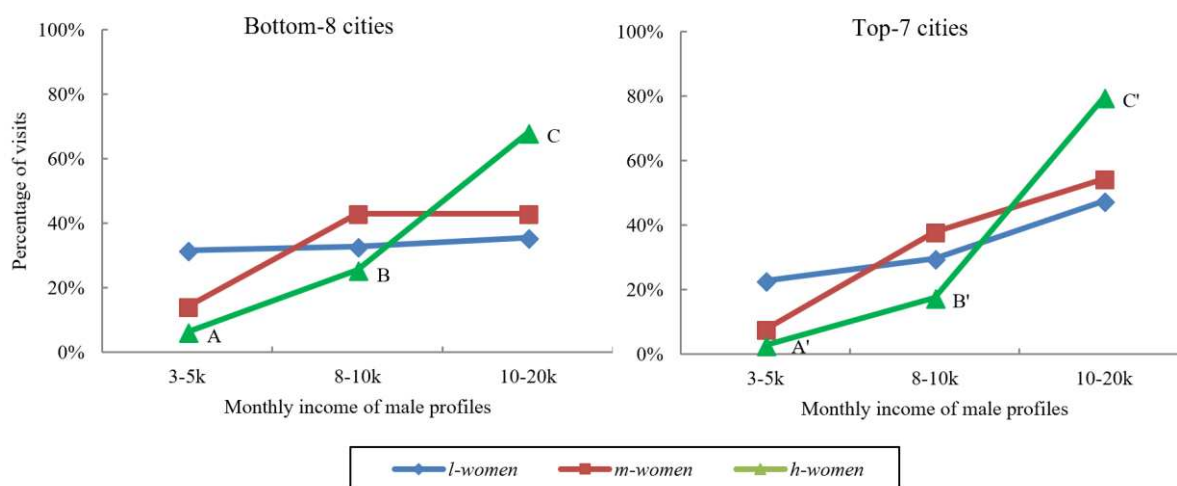 Bottom-8 cities
100%
80%
60%
40%
20%
0%
Percentage of visits
A
B
C
3-5k
8-10k
10-20k
Monthly income of male profiles
Top-7 cities
100%
80%
60%
40%
20%
0%
A'
B'
C'
3-5k
8-10k
10-20k
Monthly income of male profiles
l-women m-women h-women